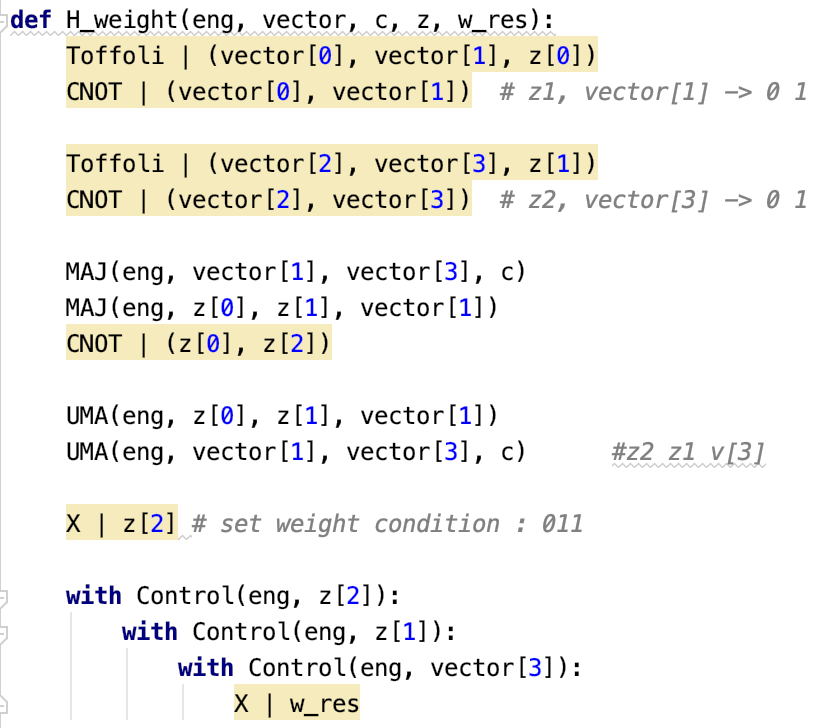 def H_weight(eng, vector, c, z, w_res):
    Toffoli | (vector[0], vector[1], z[0])
    CNOT | (vector[0], vector[1])  # z1, vector[1] -> 0 1

    Toffoli | (vector[2], vector[3], z[1])
    CNOT | (vector[2], vector[3])  # z2, vector[3] -> 0 1

    MAJ(eng, vector[1], vector[3], c)
    MAJ(eng, z[0], z[1], vector[1])
    CNOT | (z[0], z[2])

    UMA(eng, z[0], z[1], vector[1])
    UMA(eng, vector[1], vector[3], c)      #z2 z1 v[3]

    X | z[2] # set weight condition : 011

    with Control(eng, z[2]):
        with Control(eng, z[1]):
            with Control(eng, vector[3]):
                X | w_res